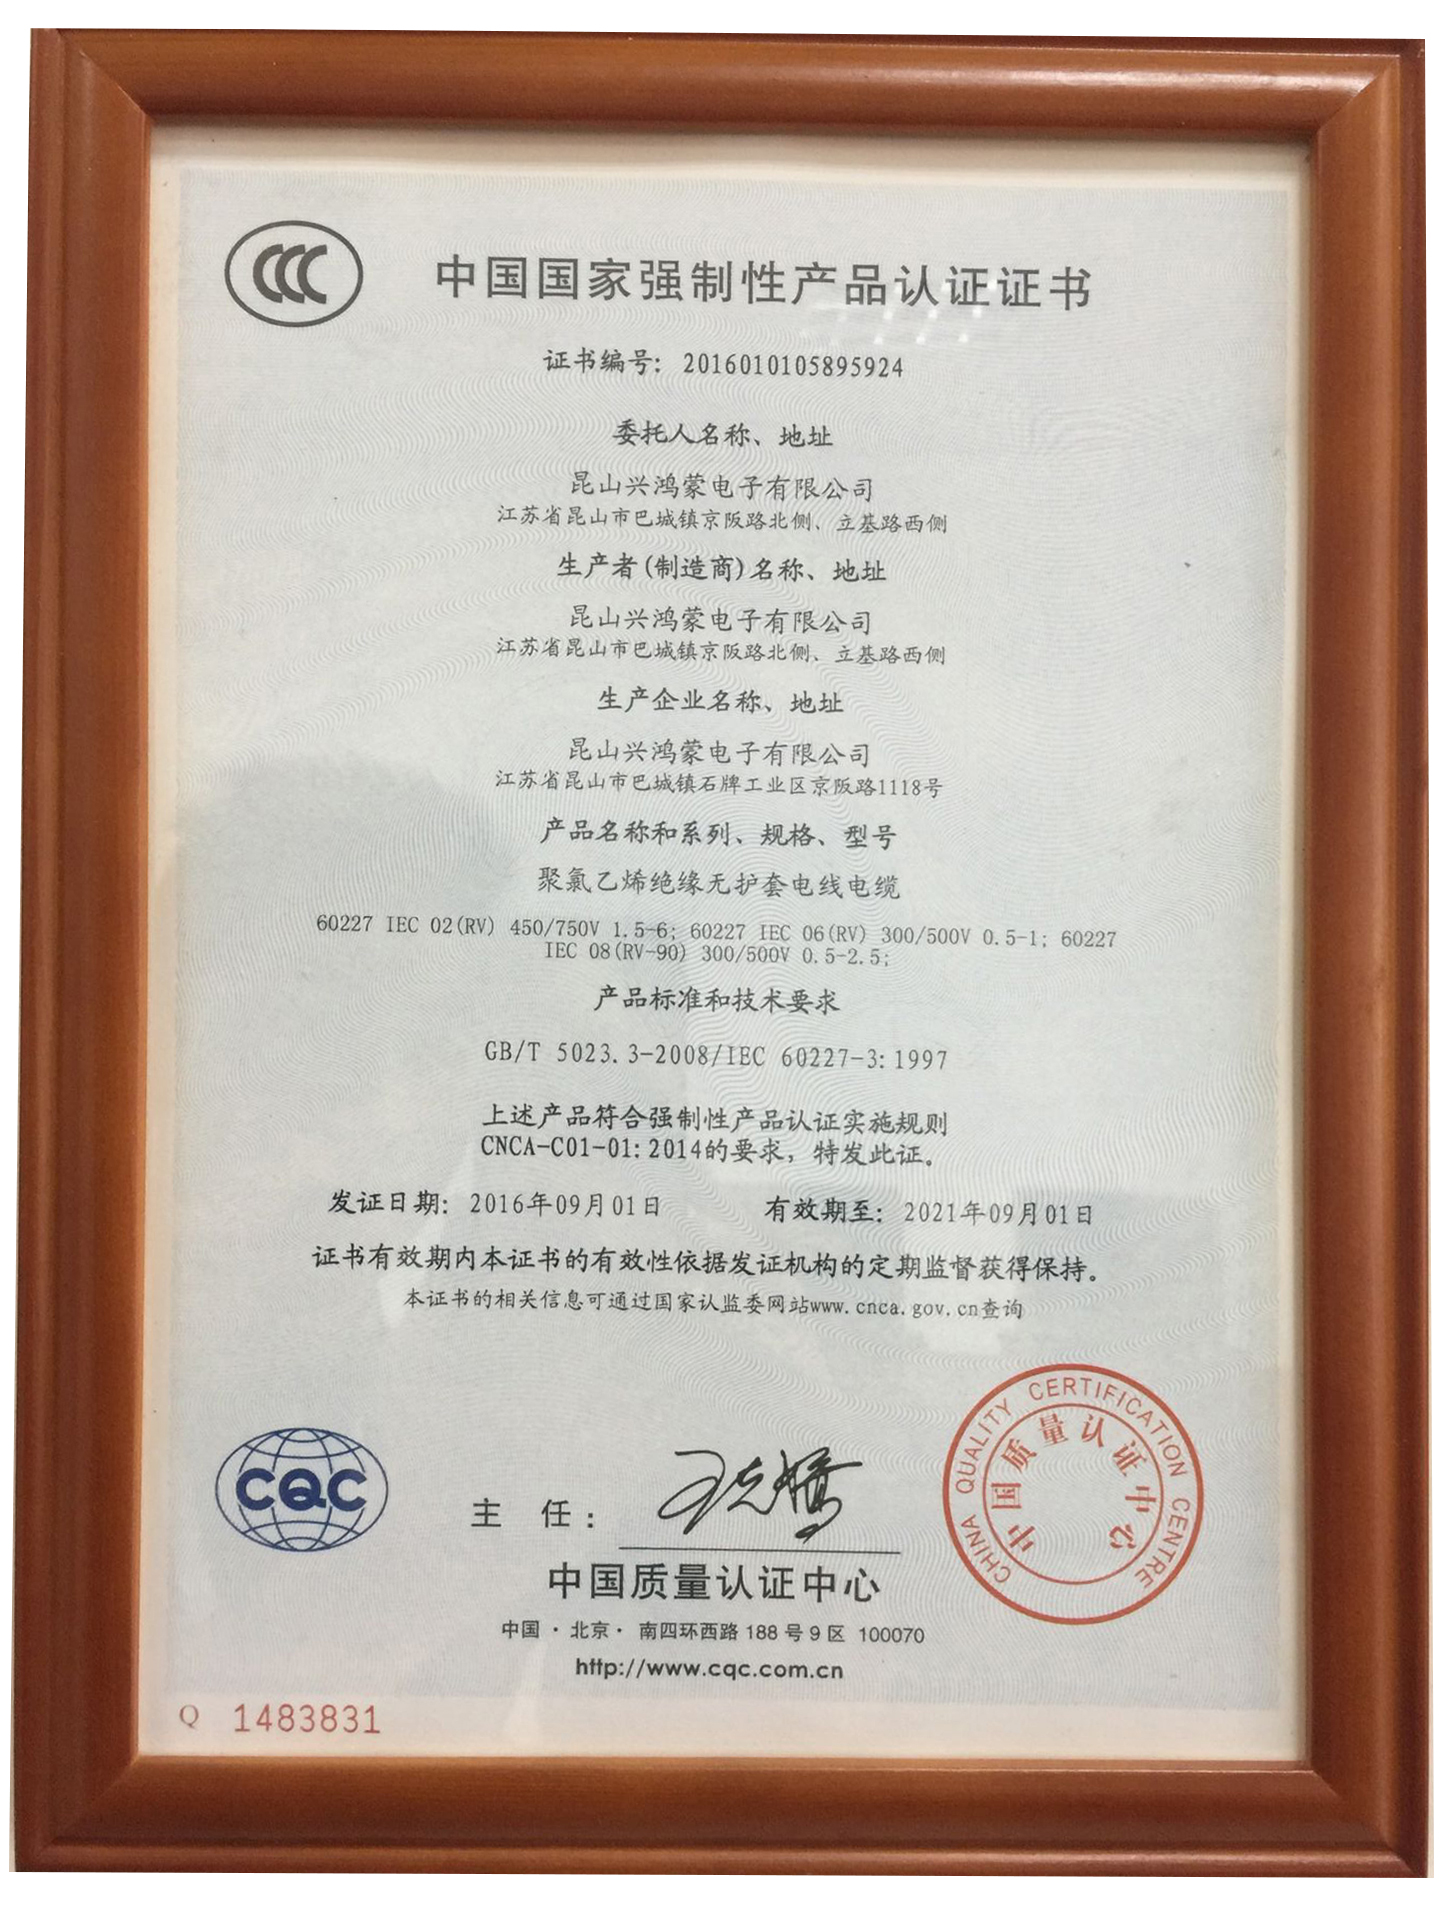 中国国家强制性产品认证证书
证书编号: 2016010105895924
委托人名称、地址
昆山兴鸿蒙电子有限公司
江苏省昆山市巴城镇京阪路北侧、立基路西侧
生产者(制造商)名称、地址
昆山兴鸿蒙电子有限公司
江苏省昆山市巴城镇京阪路北侧、立基路西侧
生产企业名称、地址
昆山兴鸿蒙电子有限公司
江苏省昆山市巴城镇石牌工业区京阪路1118号
产品名称和系列、规格、型号
聚氯乙烯绝缘无护套电线电缆
60227 IEC 02(RV) 450/750V 1.5-6; 60227 IEC 06(RV) 300/500V 0.5-1; 60227
IEC 08(RV-90) 300/500V 0.5-2.5;
产品标准和技术要求
GB/T 5023.3-2008/IEC 60227-3:1997
上述产品符合强制性产品认证实施规则
CNCA-C01-01:2014的要求, 特发此证。
发证日期: 2016年09月01日 有效期至: 2021年09月01日
证书有效期内本证书的有效性依据发证机构的定期监督获得保持。
本证书的相关信息可通过国家认监委网站www.cnca.gov.cn查询
CQC
主 任:
CHINA QUALITY CERTIFICATION CENTRE
中国质量认证中心
中国质量认证中心
中国·北京·南四环西路 188 号 9 区 100070
http://www.cqc.com.cn
Q 1483831